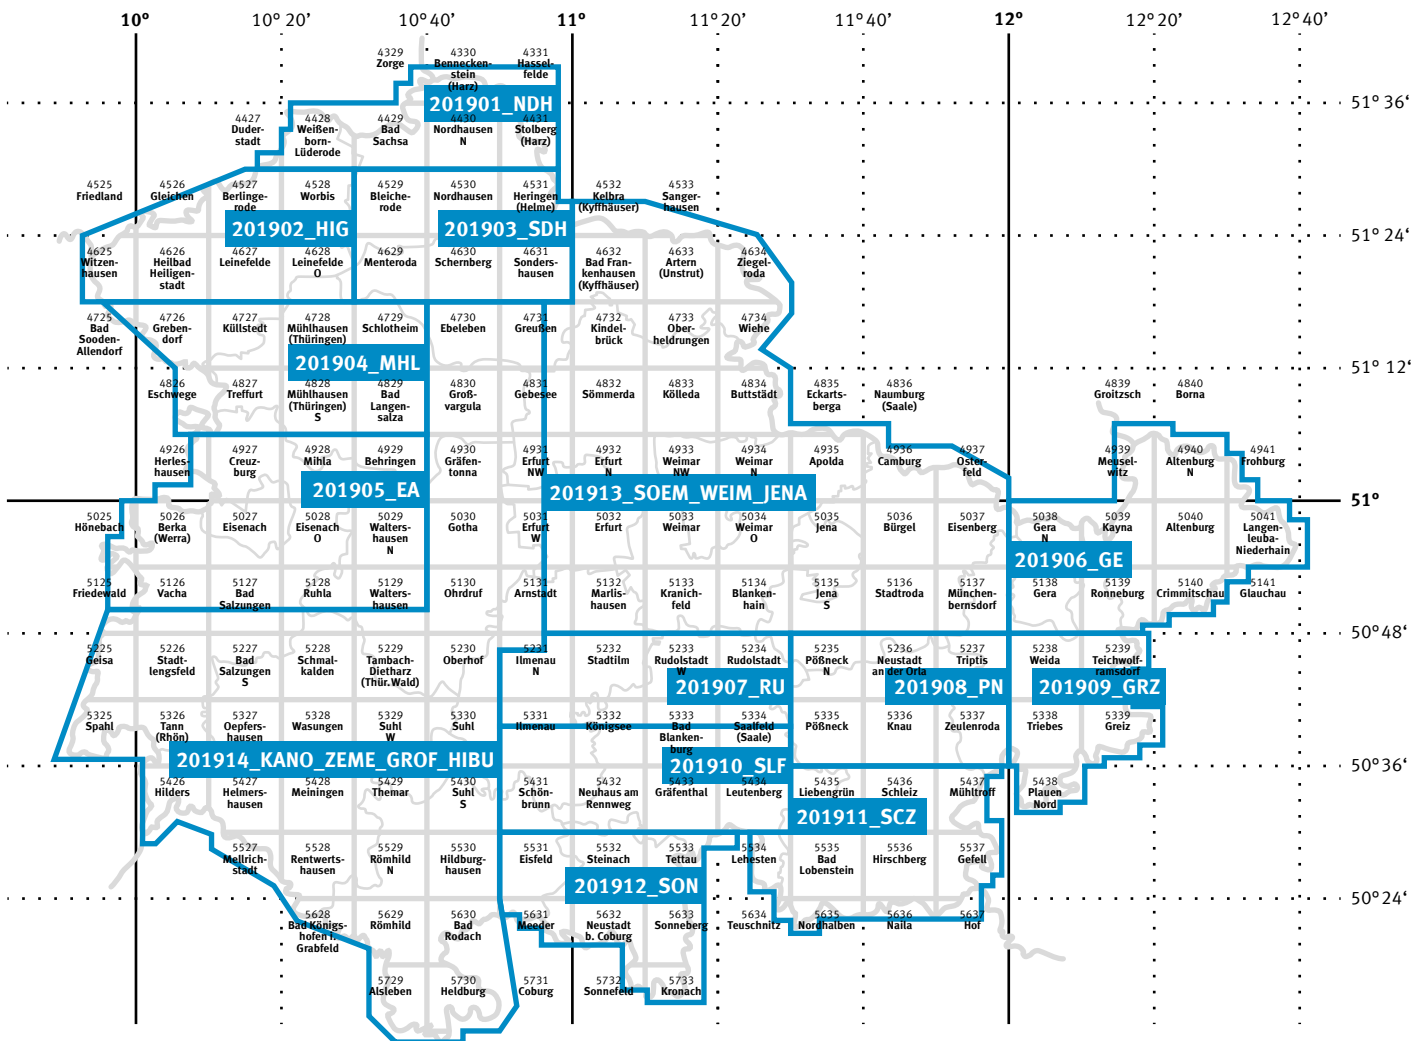 10°
10° 20'
10° 40'
11°
11° 20'
11° 40'
12°
12° 20'
12° 40'
4329
Zorge
4330
Bennecken-
stein
(Harz)
4331
Hassel-
felde
201901_NDH
51° 36‘
4427
Duder-
stadt
4428
Weißen-
born-
Lüderode
4429
Bad
Sachsa
4430
Nordhausen
N
4431
Stolberg
(Harz)
4525
Friedland
4526
Gleichen
4527
Berlinge-
rode
4528
Worbis
4529
Bleiche-
rode
4530
Nordhausen
4531
Heringen
(Helme)
4532
Kelbra
(Kyffhäuser)
4533
Sanger-
hausen
201902_HIG
201903_SDH
51° 24‘
4625
Witzen-
hausen
4626
Heilbad
Heiligen-
stadt
4627
Leinefelde
4628
Leinefelde
O
4629
Menteroda
4630
Schernberg
4631
Sonders-
hausen
4632
Bad Fran-
kenhausen
(Kyffhäuser)
4633
Artern
(Unstrut)
4634
Ziegel-
roda
4725
Bad
Sooden-
Allendorf
4726
Greben-
dorf
4727
Küllstedt
4728
Mühlhausen
(Thüringen)
4729
Schlotheim
4730
Ebeleben
4731
Greußen
4732
Kindel-
brück
4733
Ober-
heldrungen
4734
Wiehe
201904_MHL
51° 12‘
4826
Eschwege
4827
Treffurt
4828
Mühlhausen
(Thüringen)
S
4829
Bad
Langen-
salza
4830
Groß-
vargula
4831
Gebesee
4832
Sömmerda
4833
Kölleda
4834
Buttstädt
4835
Eckarts-
berga
4836
Naumburg
(Saale)
4839
Groitzsch
4840
Borna
4926
Herles-
hausen
4927
Creuz-
burg
4928
Mihla
4929
Behringen
4930
Gräfen-
tonna
4931
Erfurt
NW
4932
Erfurt
N
4933
Weimar
NW
4934
Weimar
N
4935
Apolda
4936
Camburg
4937
Oster-
feld
4939
Meusel-
witz
4940
Altenburg
N
4941
Frohburg
201905_EA
201913_SOEM_WEIM_JENA
51°
5025
Hönebach
5026
Berka
(Werra)
5027
Eisenach
5028
Eisenach
O
5029
Walters-
hausen
N
5030
Gotha
5031
Erfurt
W
5032
Erfurt
5033
Weimar
5034
Weimar
O
5035
Jena
5036
Bürgel
5037
Eisenberg
5038
Gera
N
5039
Kayna
5040
Altenburg
5041
Langen-
leuba-
Niederhain
201906_GE
5125
Friedewald
5126
Vacha
5127
Bad
Salzungen
5128
Ruhla
5129
Walters-
hausen
5130
Ohrdruf
5131
Arnstadt
5132
Marlis-
hausen
5133
Kranich-
feld
5134
Blanken-
hain
5135
Jena
S
5136
Stadtroda
5137
München-
bernsdorf
5138
Gera
5139
Ronneburg
5140
Crimmitschau
5141
Glauchau
50° 48‘
5225
Geisa
5226
Stadt-
lengsfeld
5227
Bad
Salzungen
S
5228
Schmal-
kalden
5229
Tambach-
Dietharz
(Thür. Wald)
5230
Oberhof
5231
Ilmenau
N
5232
Stadtilm
5233
Rudolstadt
W
5234
Rudolstadt
5235
Pößneck
N
5236
Neustadt
an der Orla
5237
Triptis
5238
Weida
5239
Teichwolf-
ramsdorf
201907_RU
201908_PN
201909_GRZ
5325
Spahl
5326
Tann
(Rhön)
5327
Oepfers-
hausen
5328
Wasungen
5329
Suhl
W
5330
Suhl
5331
Ilmenau
5332
Königsee
5333
Bad
Blanken-
burg
5334
Saalfeld
(Saale)
5335
Pößneck
5336
Knau
5337
Zeulenroda
5338
Triebes
5339
Greiz
201914_KANO_ZEME_GROF_HIBU
201910_SLF
50° 36‘
5426
Hilders
5427
Helmers-
hausen
5428
Meiningen
5429
Themar
5430
Suhl
S
5431
Schön-
brunn
5432
Neuhaus am
Rennweg
5433
Gräfenthal
5434
Leutenberg
5435
Liebengrün
5436
Schleiz
5437
Mühltroff
5438
Plauen
Nord
201911_SCZ
5527
Mellrich-
stadt
5528
Rentwerts-
hausen
5529
Römhild
N
5530
Hildburg-
hausen
5531
Eisfeld
5532
Steinach
5533
Tettau
5534
Lehesten
5535
Bad
Lobenstein
5536
Hirschberg
5537
Gefell
201912_SON
50° 24‘
5628
Bad Königs-
hofen i.
Grabfeld
5629
Römhild
5630
Bad
Rodach
5631
Meeder
5632
Neustadt
b. Coburg
5633
Sonneberg
5634
Teuschnitz
5635
Nordhalben
5636
Naila
5637
Hof
5729
Alsleben
5730
Heldburg
5731
Coburg
5732
Sonnefeld
5733
Kronach